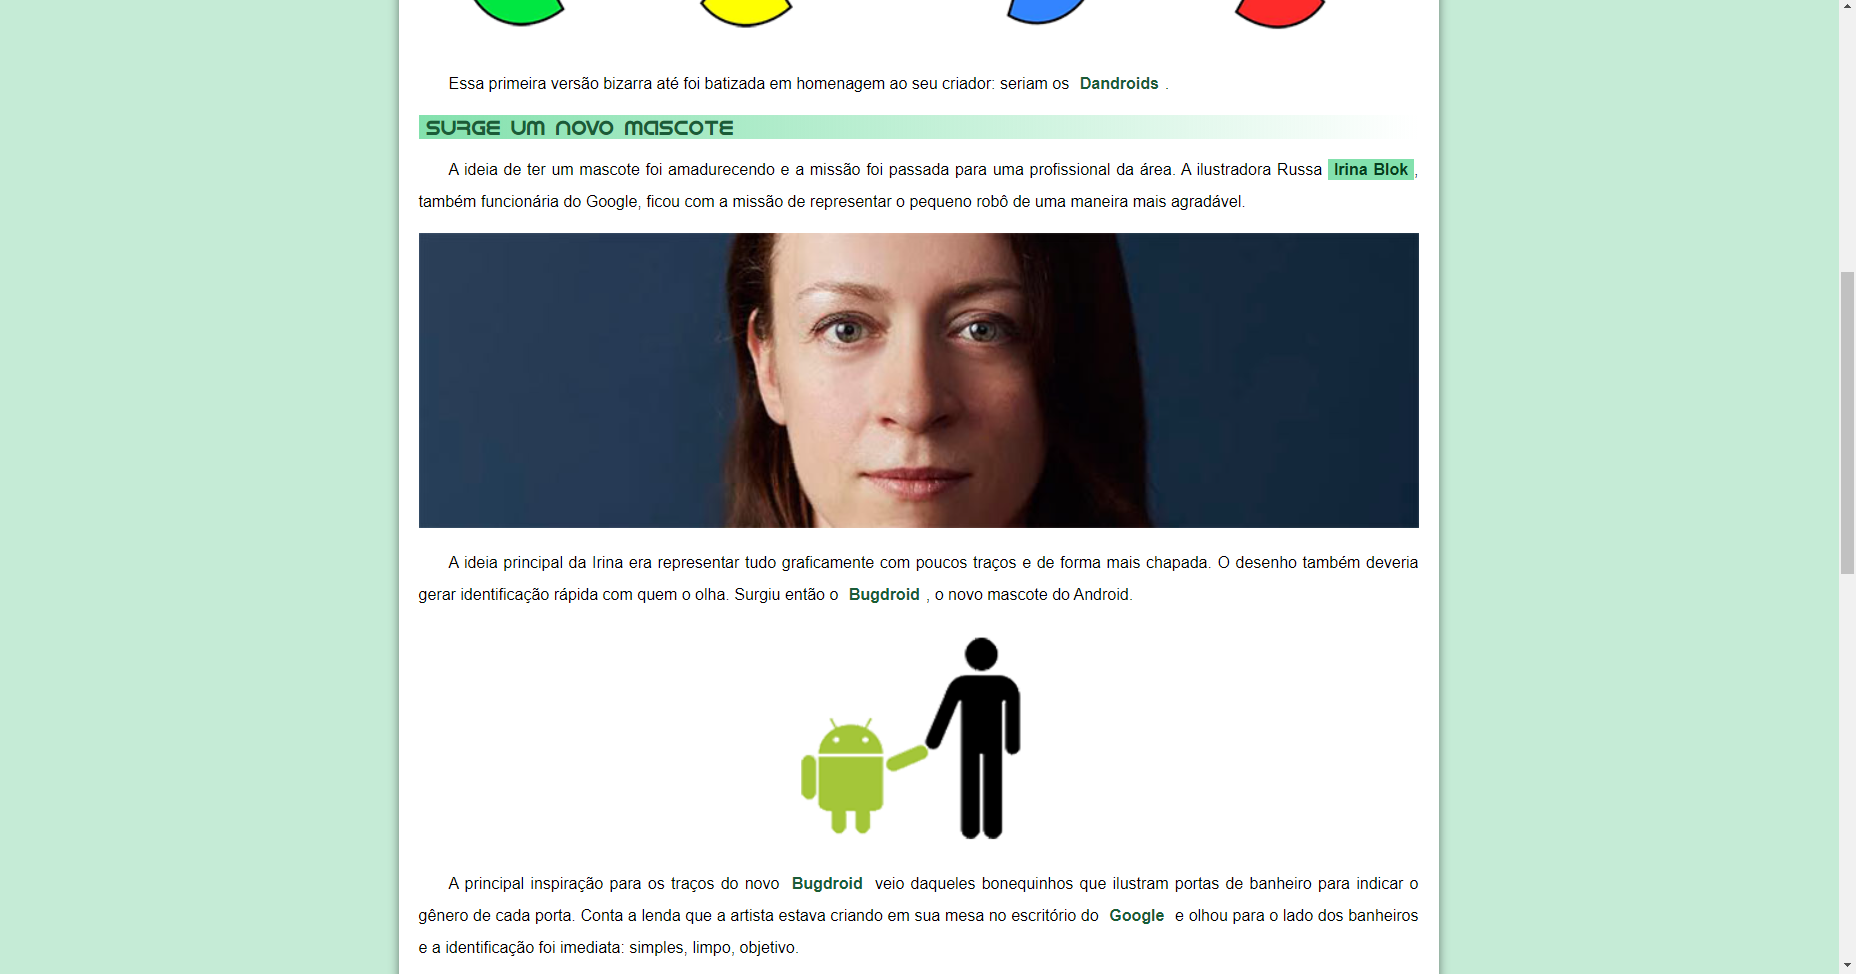 Essa primeira versão bizarra até foi batizada em homenagem ao seu criador: seriam os Dandroids .
SURGE UM NOVO MASCOTE
A ideia de ter um mascote foi amadurecendo e a missão foi passada para uma profissional da área. A ilustradora Russa Irina Blok ,
também funcionária do Google, ficou com a missão de representar o pequeno robô de uma maneira mais agradável.
A ideia principal da Irina era representar tudo graficamente com poucos traços e de forma mais chapada. O desenho também deveria
gerar identificação rápida com quem o olha. Surgiu então o Bugdroid , o novo mascote do Android.
A principal inspiração para os traços do novo Bugdroid veio daqueles bonequinhos que ilustram portas de banheiro para indicar o
gênero de cada porta. Conta a lenda que a artista estava criando em sua mesa no escritório do Google e olhou para o lado dos banheiros
e a identificação foi imediata: simples, limpo, objetivo.